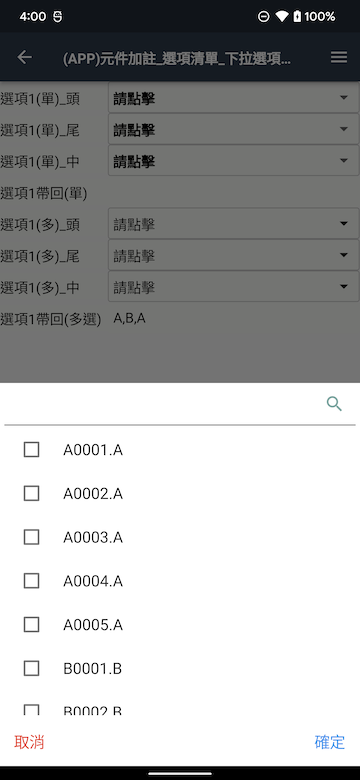 4:00 100%
(APP)元件加註_選項清單_下拉選項...
選項1(單)_頭 請點擊
選項1(單)_尾 請點擊
選項1(單)_中 請點擊
選項1帶回(單)
選項1(多)_頭 請點擊
選項1(多)_尾 請點擊
選項1(多)_中 請點擊
選項1帶回(多選) A,B,A
A0001.A
A0002.A
A0003.A
A0004.A
A0005.A
B0001.B
B0002.B
取消 確定